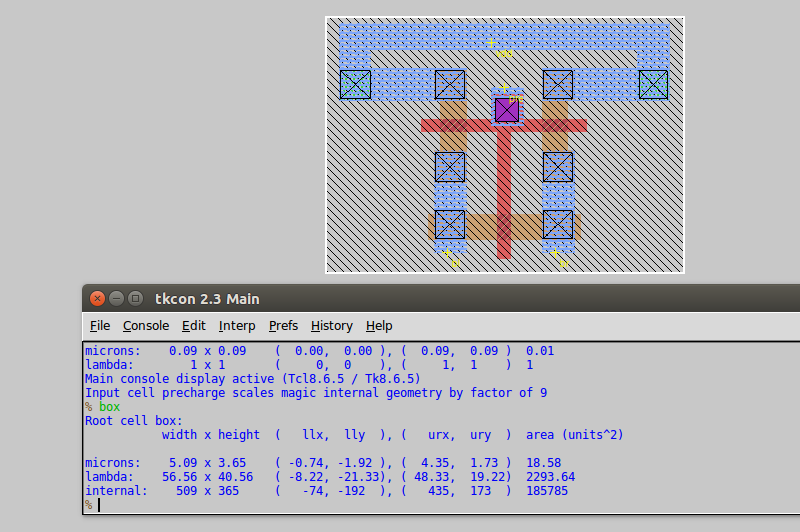 vdd
pre
bl
tkcon 2.3 Main
File Console Edit Interp Prefs History Help
microns: 0.09 x 0.09 ( 0.00, 0.00 ), ( 0.09, 0.09 ) 0.01
lambda: 1 x 1 ( 0, 0 ), ( 1, 1 ) 1
Main console display active (Tcl8.6.5 / Tk8.6.5)
Input cell precharge scales magic internal geometry by factor of 9
% box
Root cell box:
width x height ( llx, lly ), ( urx, ury ) area (units^2)
microns: 5.09 x 3.65 ( -0.74, -1.92 ), ( 4.35, 1.73 ) 18.58
lambda: 56.56 x 40.56 ( -8.22, -21.33), ( 48.33, 19.22) 2293.64
internal: 509 x 365 ( -74, -192 ), ( 435, 173 ) 185785
%